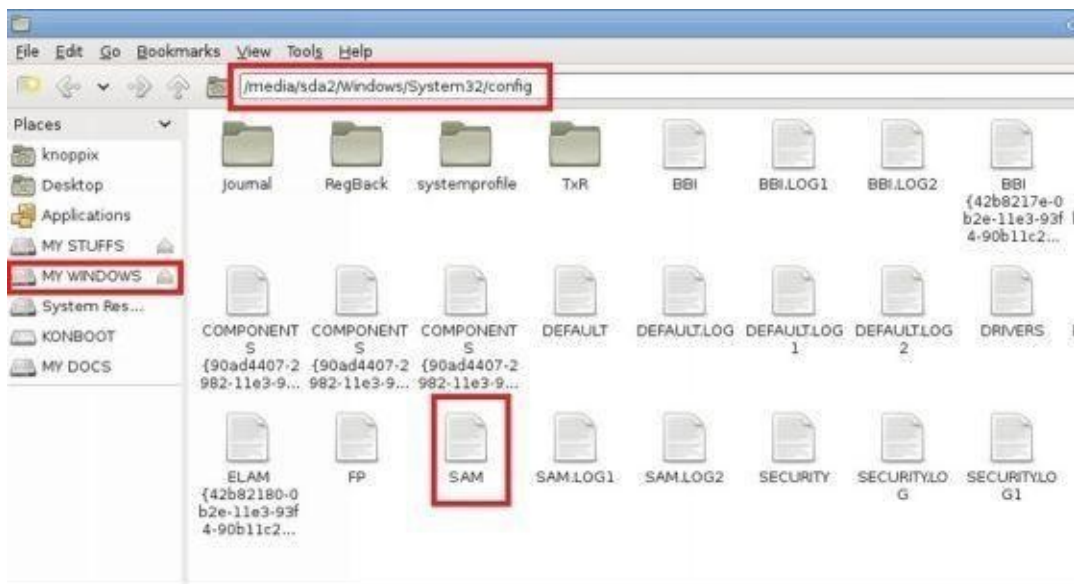 File Edit Go Bookmarks View Tools Help
/media/sda2/Windows/System32/config
Places
knoppix
Desktop
Applications
MY STUFFS
MY WINDOWS
System Res...
KONBOOT
MY DOCS
Journal RegBack systemprofile TxR BBI BBI.LOG1 BBI.LOG2 BBI
{42b8217e-0
b2e-11e3-93f
4-90b11c2...
COMPONENT COMPONENT COMPONENT DEFAULT DEFAULT.LOG DEFAULT.LOG DEFAULT.LOG DRIVERS
S S S 1 2
{90ad4407-2 {90ad4407-2 {90ad4407-2
982-11e3-9... 982-11e3-9... 982-11e3-9...
ELAM FP SAM SAM.LOG1 SAM.LOG2 SECURITY SECURITY.LO SECURITY.LO
{42b82180-0 G G1
b2e-11e3-93f
4-90b11c2...